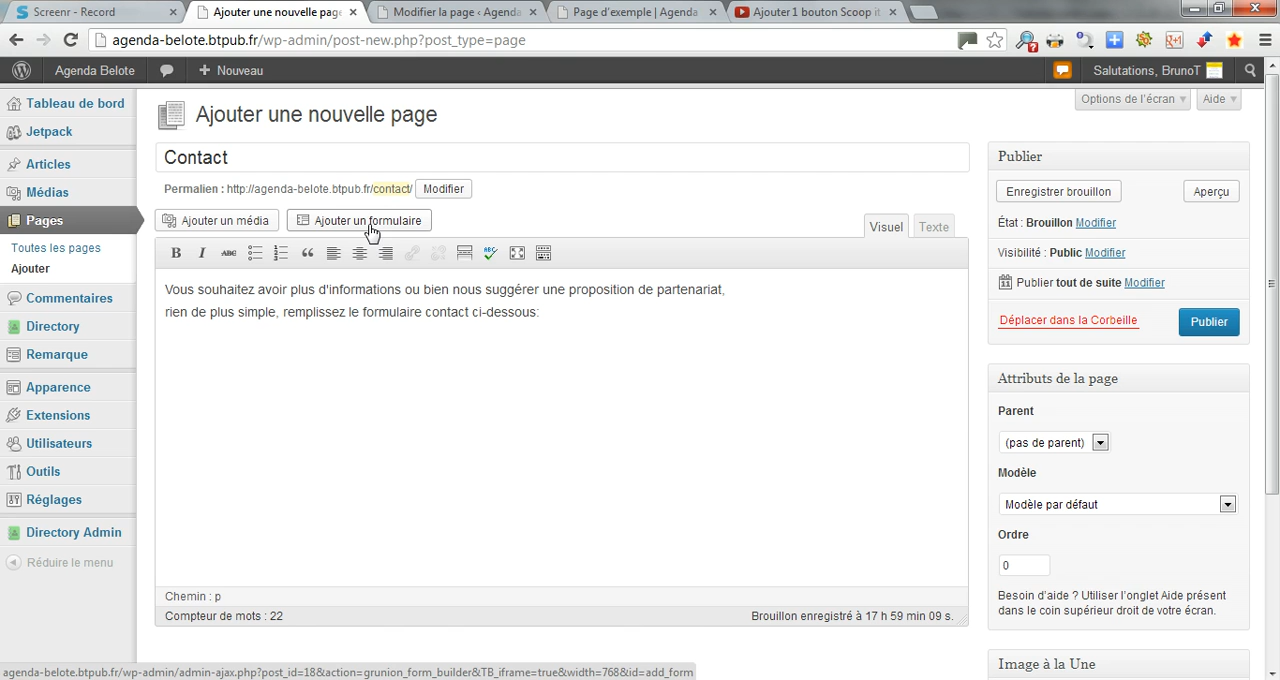 Screenr - Record
Ajouter une nouvelle page
Modifier la page ‹ Agenda
Page d'exemple | Agenda
Ajouter 1 bouton Scoop it
agenda-belote.btpub.fr/wp-admin/post-new.php?post_type=page
Agenda Belote
+ Nouveau
Salutations, BrunoT
Tableau de bord
Jetpack
Articles
Médias
Pages
Toutes les pages
Ajouter
Commentaires
Directory
Remarque
Apparence
Extensions
Utilisateurs
Outils
Réglages
Directory Admin
Réduire le menu
Options de l'écran
Aide
Ajouter une nouvelle page
Contact
Permalien : http://agenda-belote.btpub.fr/contact/ Modifier
Ajouter un média
Ajouter un formulaire
Visuel
Texte
B I ABC
Vous souhaitez avoir plus d'informations ou bien nous suggérer une proposition de partenariat,
rien de plus simple, remplissez le formulaire contact ci-dessous:
Chemin : p
Compteur de mots : 22
Brouillon enregistré à 17 h 59 min 09 s.
Publier
Enregistrer brouillon
Aperçu
État : Brouillon Modifier
Visibilité : Public Modifier
Publier tout de suite Modifier
Déplacer dans la Corbeille
Publier
Attributs de la page
Parent
(pas de parent)
Modèle
Modèle par défaut
Ordre
0
Besoin d'aide ? Utiliser l'onglet Aide présent
dans le coin supérieur droit de votre écran.
Image à la Une
agenda-belote.btpub.fr/wp-admin/admin-ajax.php?post_id=18&action=grunion_form_builder&TB_iframe=true&width=768&id=add_form